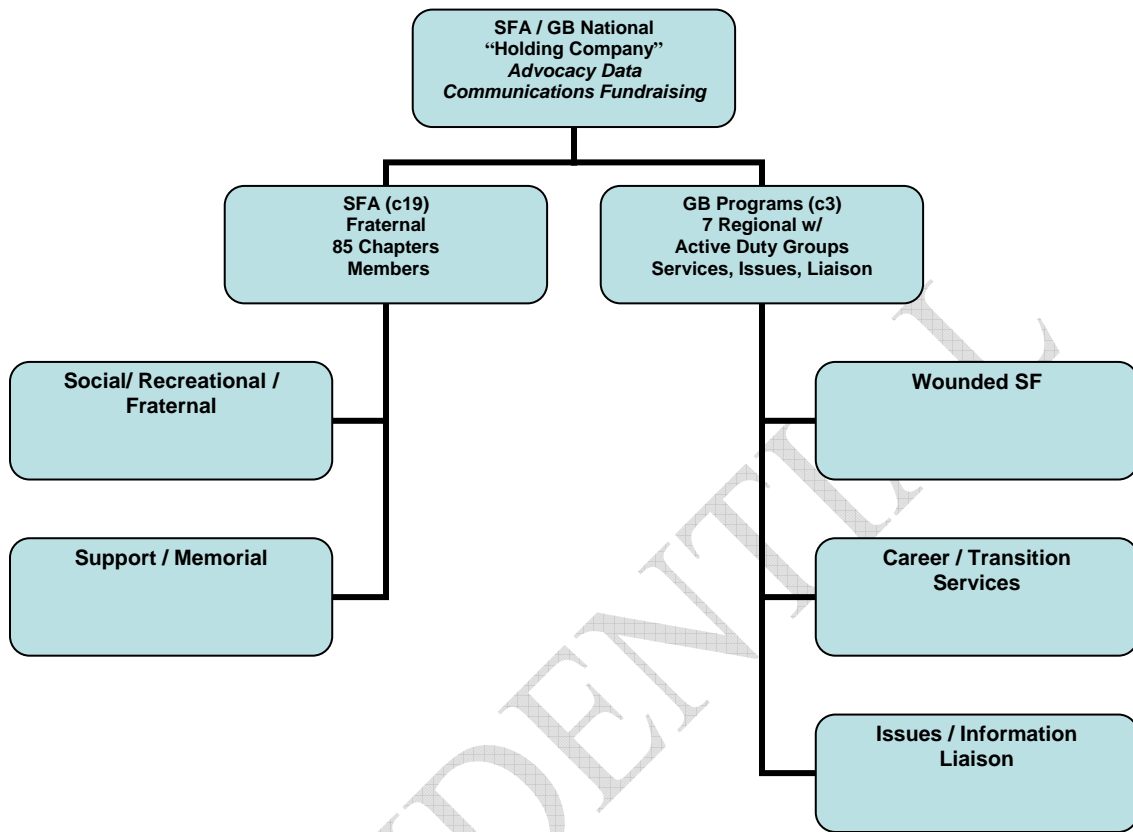 SFA / GB National
“Holding Company”
Advocacy Data
Communications Fundraising
SFA (c19)
Fraternal
85 Chapters
Members
GB Programs (c3)
7 Regional w/
Active Duty Groups
Services, Issues, Liaison
Social/ Recreational /
Fraternal
Wounded SF
Support / Memorial
Career / Transition
Services
Issues / Information
Liaison